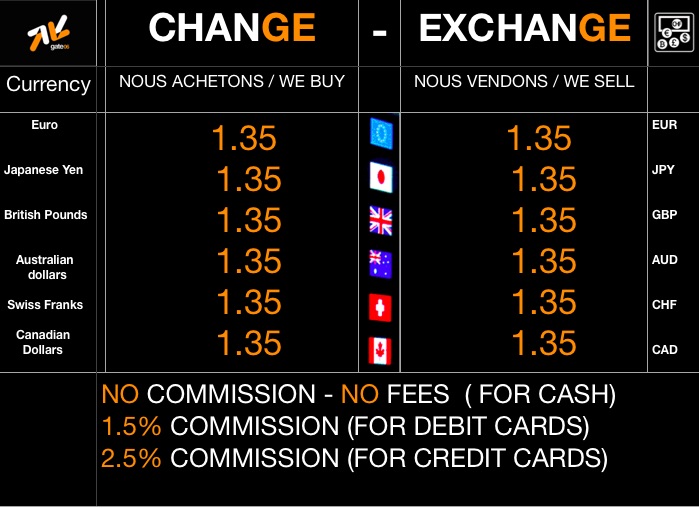 CHANGE - EXCHANGE
gateos
Currency NOUS ACHETONS / WE BUY NOUS VENDONS / WE SELL
Euro 1.35 1.35 EUR
Japanese Yen 1.35 1.35 JPY
British Pounds 1.35 1.35 GBP
Australian
dollars 1.35 1.35 AUD
Swiss Franks 1.35 1.35 CHF
Canadian
Dollars 1.35 1.35 CAD
NO COMMISSION - NO FEES ( FOR CASH)
1.5% COMMISSION (FOR DEBIT CARDS)
2.5% COMMISSION (FOR CREDIT CARDS)